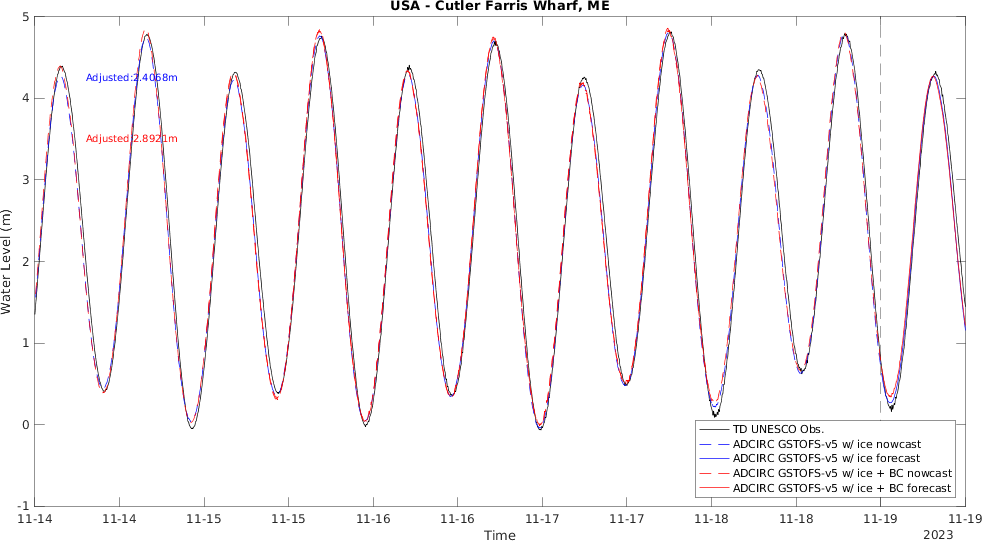 USA - Cutler Farris Wharf, ME
5
4
3
2
1
0
-1
Water Level (m)
Adjusted:2.4068m
Adjusted:2.8921m
TD UNESCO Obs.
ADCIRC GSTOFS-v5 w/ ice nowcast
ADCIRC GSTOFS-v5 w/ ice forecast
ADCIRC GSTOFS-v5 w/ ice + BC nowcast
ADCIRC GSTOFS-v5 w/ ice + BC forecast
11-14 11-14 11-15 11-15 11-16 11-16 11-17 11-17 11-18 11-18 11-19 11-19
Time
2023